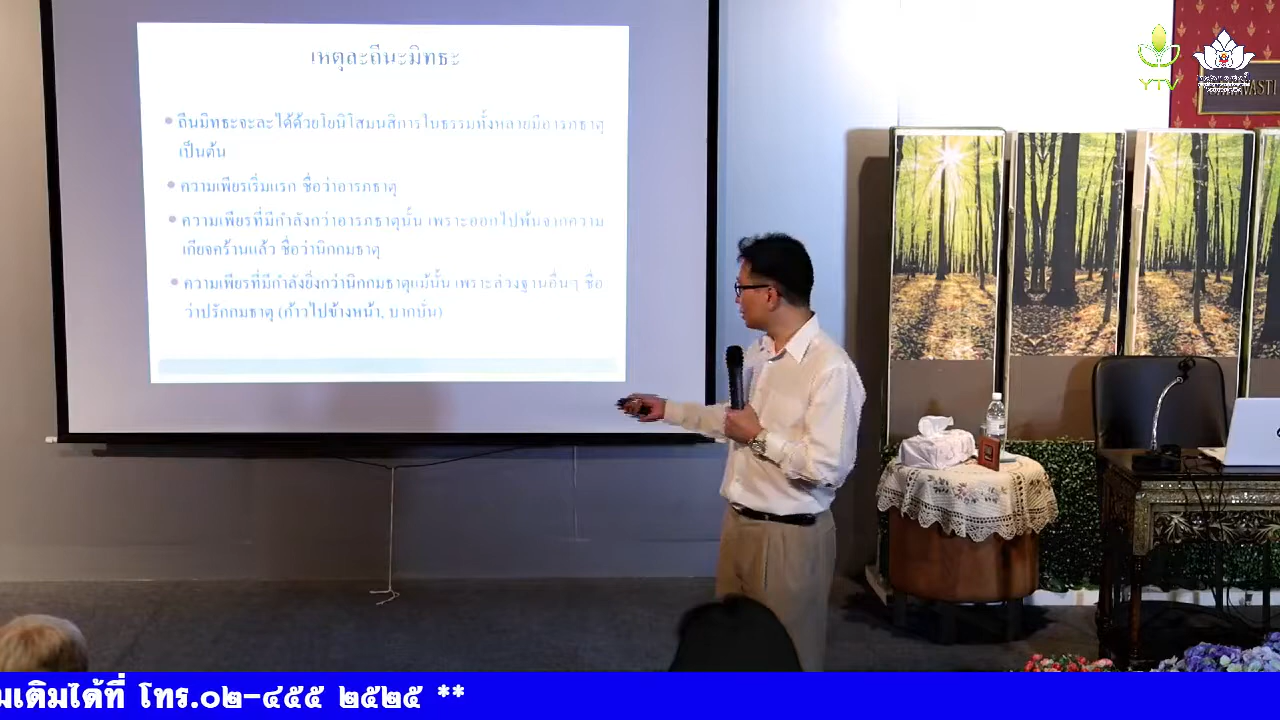 เหตุละถีนะมิทธะ
ถีนมิทธะจะละได้ด้วยโยนิโสมนสิการในธรรมทั้งหลายมีอารภธาตุ
เป็นต้น
ความเพียรเริ่มแรก ชื่อว่าอารภธาตุ
ความเพียรที่มีกำลังกว่าอารภธาตุนั้น เพราะออกไปพ้นจากความ
เกียจคร้านแล้ว ชื่อว่านิกกมธาตุ
ความเพียรที่มีกำลังยิ่งกว่านิกกมธาตุแม้นั้น เพราะล่วงฐานอื่นๆ ชื่อ
ว่าปรักกมธาตุ (ก้าวไปข้างหน้า, บากบั่น)
YTV
มเติมได้ที่ โทร.๐๒-๔๕๕ ๒๕๒๕ **